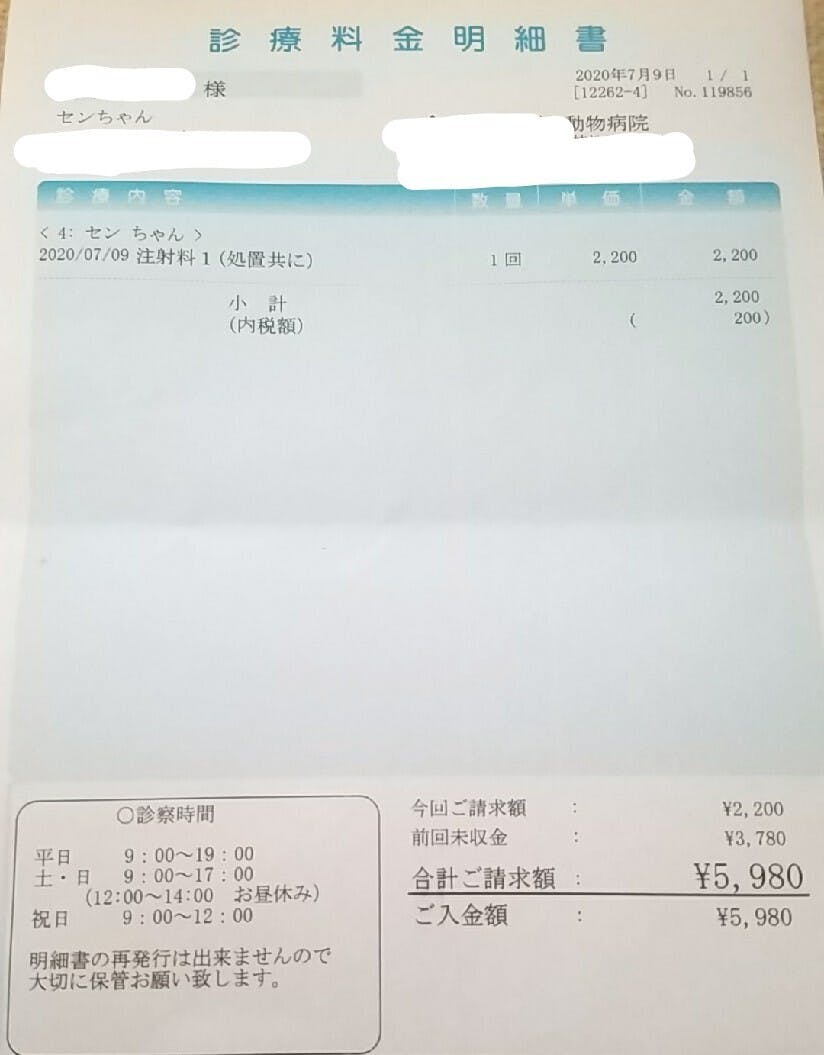 診療料金明細書
様
2020年7月9日 1 / 1
[12262-4] No. 119856
センちゃん
動物病院
診療内容 数量 単価 金額
< 4: セン ちゃん >
2020/07/09 注射料1(処置共に) 1回 2,200 2,200
小 計 2,200
(内税額) ( 200)
○診察時間
平日 9:00~19:00
土・日 9:00~17:00
(12:00~14:00 お昼休み)
祝日 9:00~12:00
明細書の再発行は出来ませんので
大切に保管お願い致します。
今回ご請求額 : ¥2,200
前回未収金 : ¥3,780
合計ご請求額 : ¥5,980
ご入金額 : ¥5,980